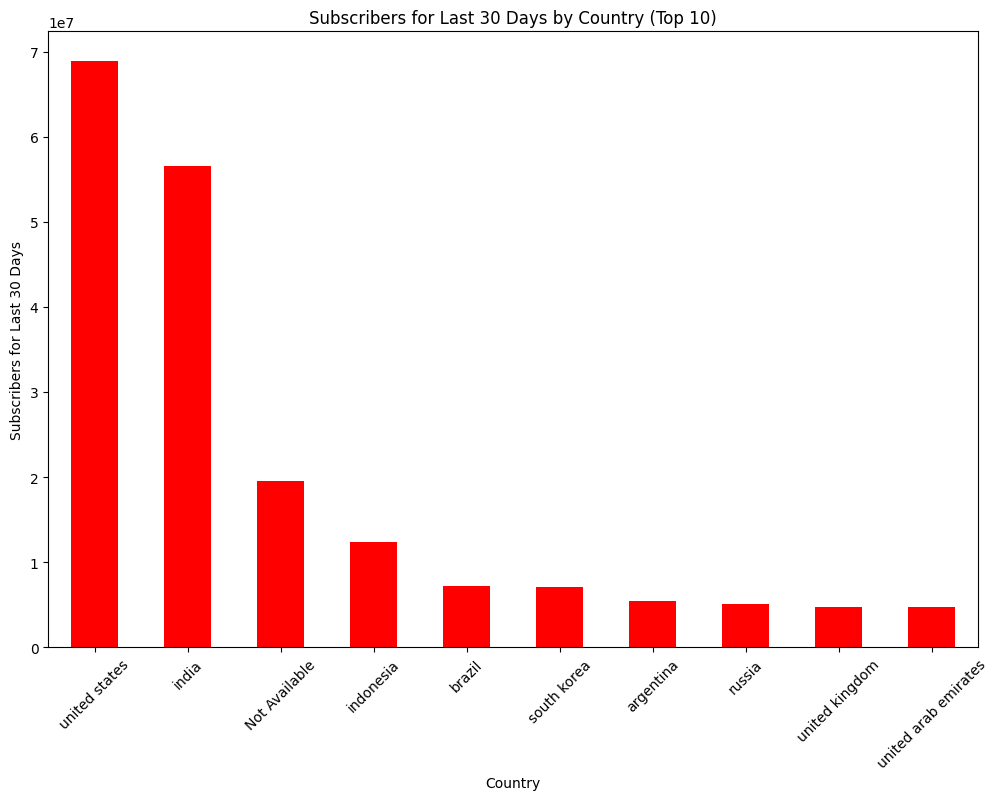 Subscribers for Last 30 Days by Country (Top 10)
1e7
7
6
5
4
3
2
1
0
Subscribers for Last 30 Days
united states
india
Not Available
indonesia
brazil
south korea
argentina
russia
united kingdom
united arab emirates
Country